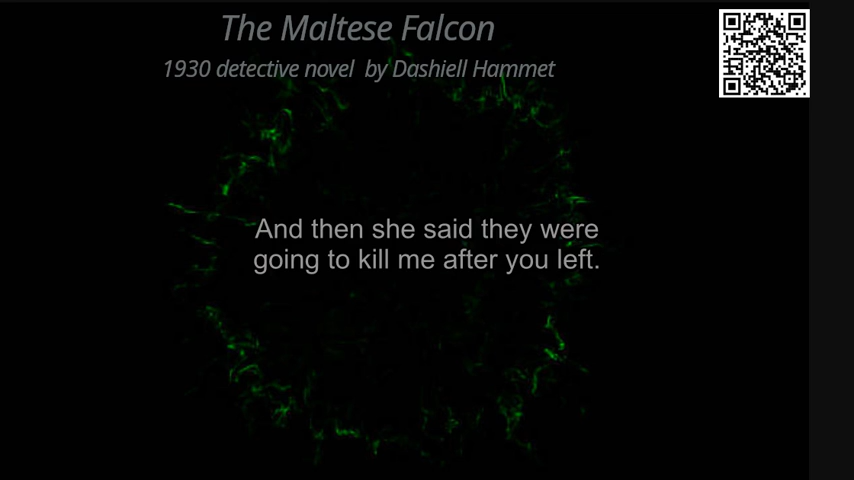 The Maltese Falcon
1930 detective novel by Dashiell Hammet
And then she said they were
going to kill me after you left.